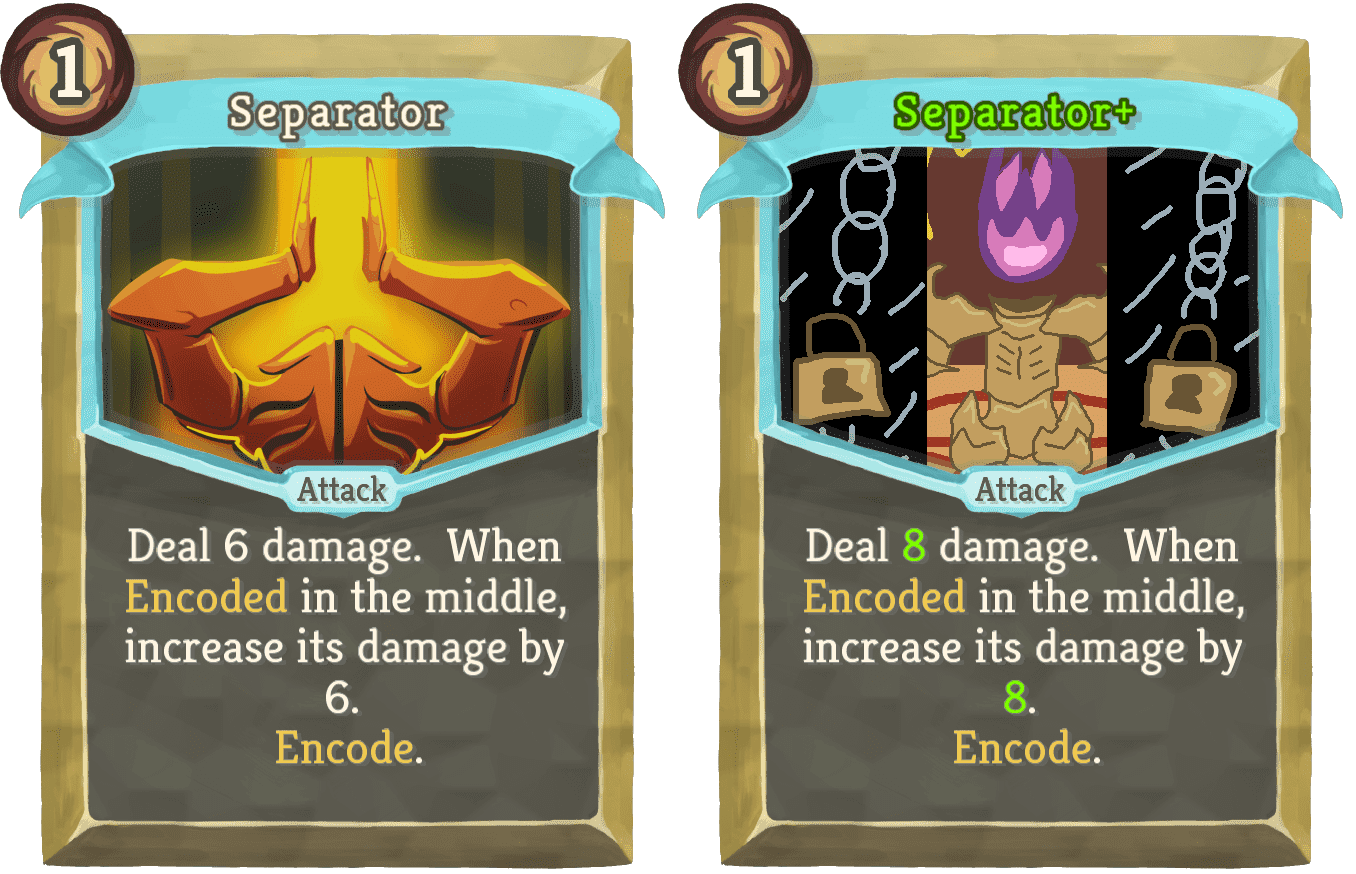 1
Separator
Attack
Deal 6 damage. When
Encoded in the middle,
increase its damage by
6.
Encode.
1
Separator+
Attack
Deal 8 damage. When
Encoded in the middle,
increase its damage by
8.
Encode.